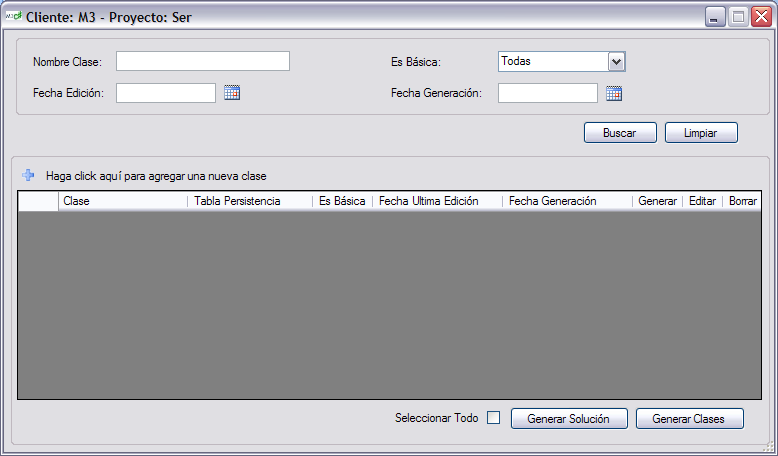 M3 Cliente: M3 - Proyecto: Ser
Nombre Clase: Es Básica: Todas
Fecha Edición: Fecha Generación:
Buscar Limpiar
Haga click aquí para agregar una nueva clase
Clase Tabla Persistencia Es Básica Fecha Ultima Edición Fecha Generación Generar Editar Borrar
Seleccionar Todo Generar Solución Generar Clases